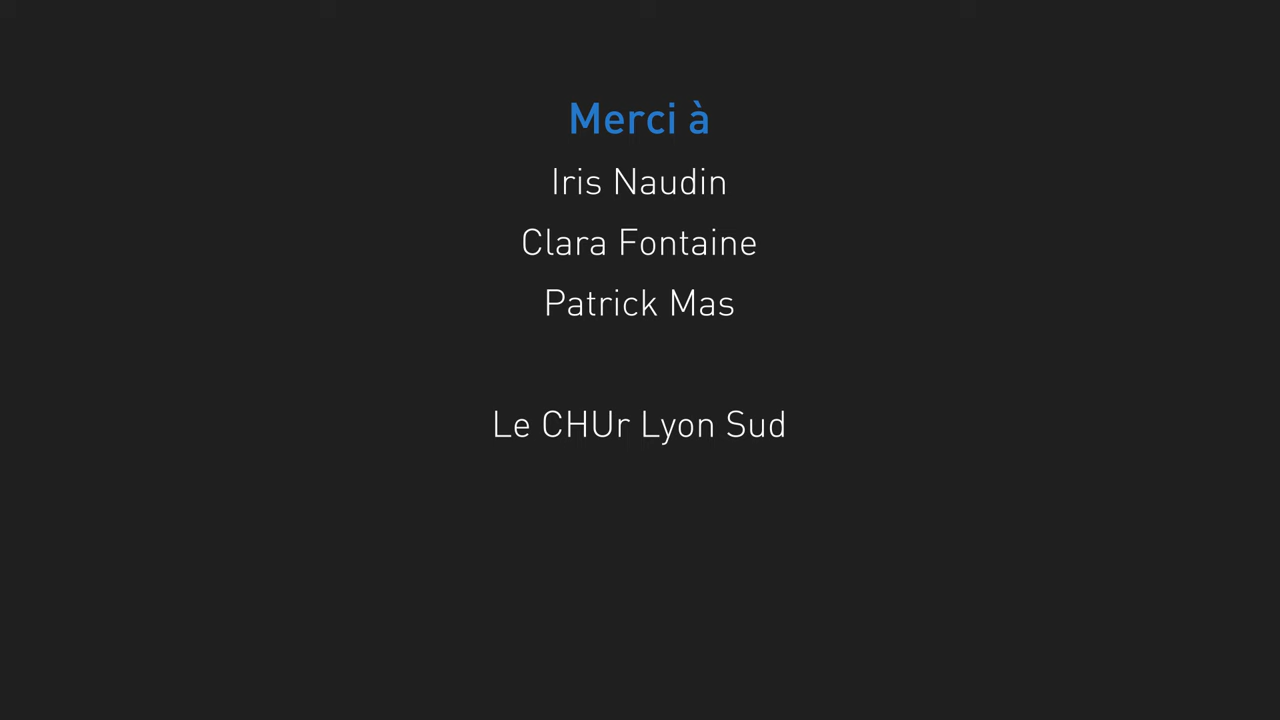 Merci à
Iris Naudin
Clara Fontaine
Patrick Mas
Le CHUr Lyon Sud